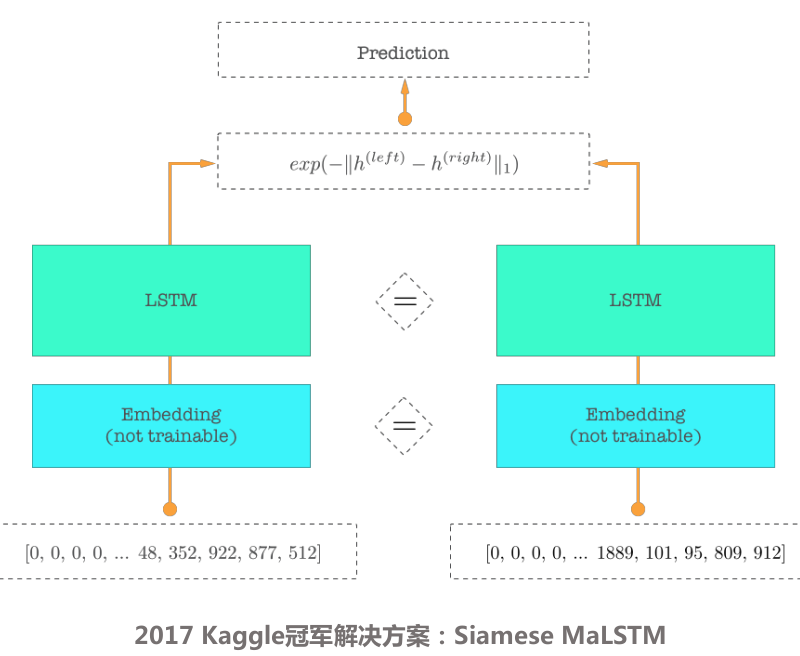 Prediction
exp(−‖h^(left) − h^(right)‖₁)
LSTM
=
LSTM
Embedding
(not trainable)
=
Embedding
(not trainable)
[0, 0, 0, 0, ... 48, 352, 922, 877, 512]
[0, 0, 0, 0, ... 1889, 101, 95, 809, 912]
2017 Kaggle冠军解决方案：Siamese MaLSTM